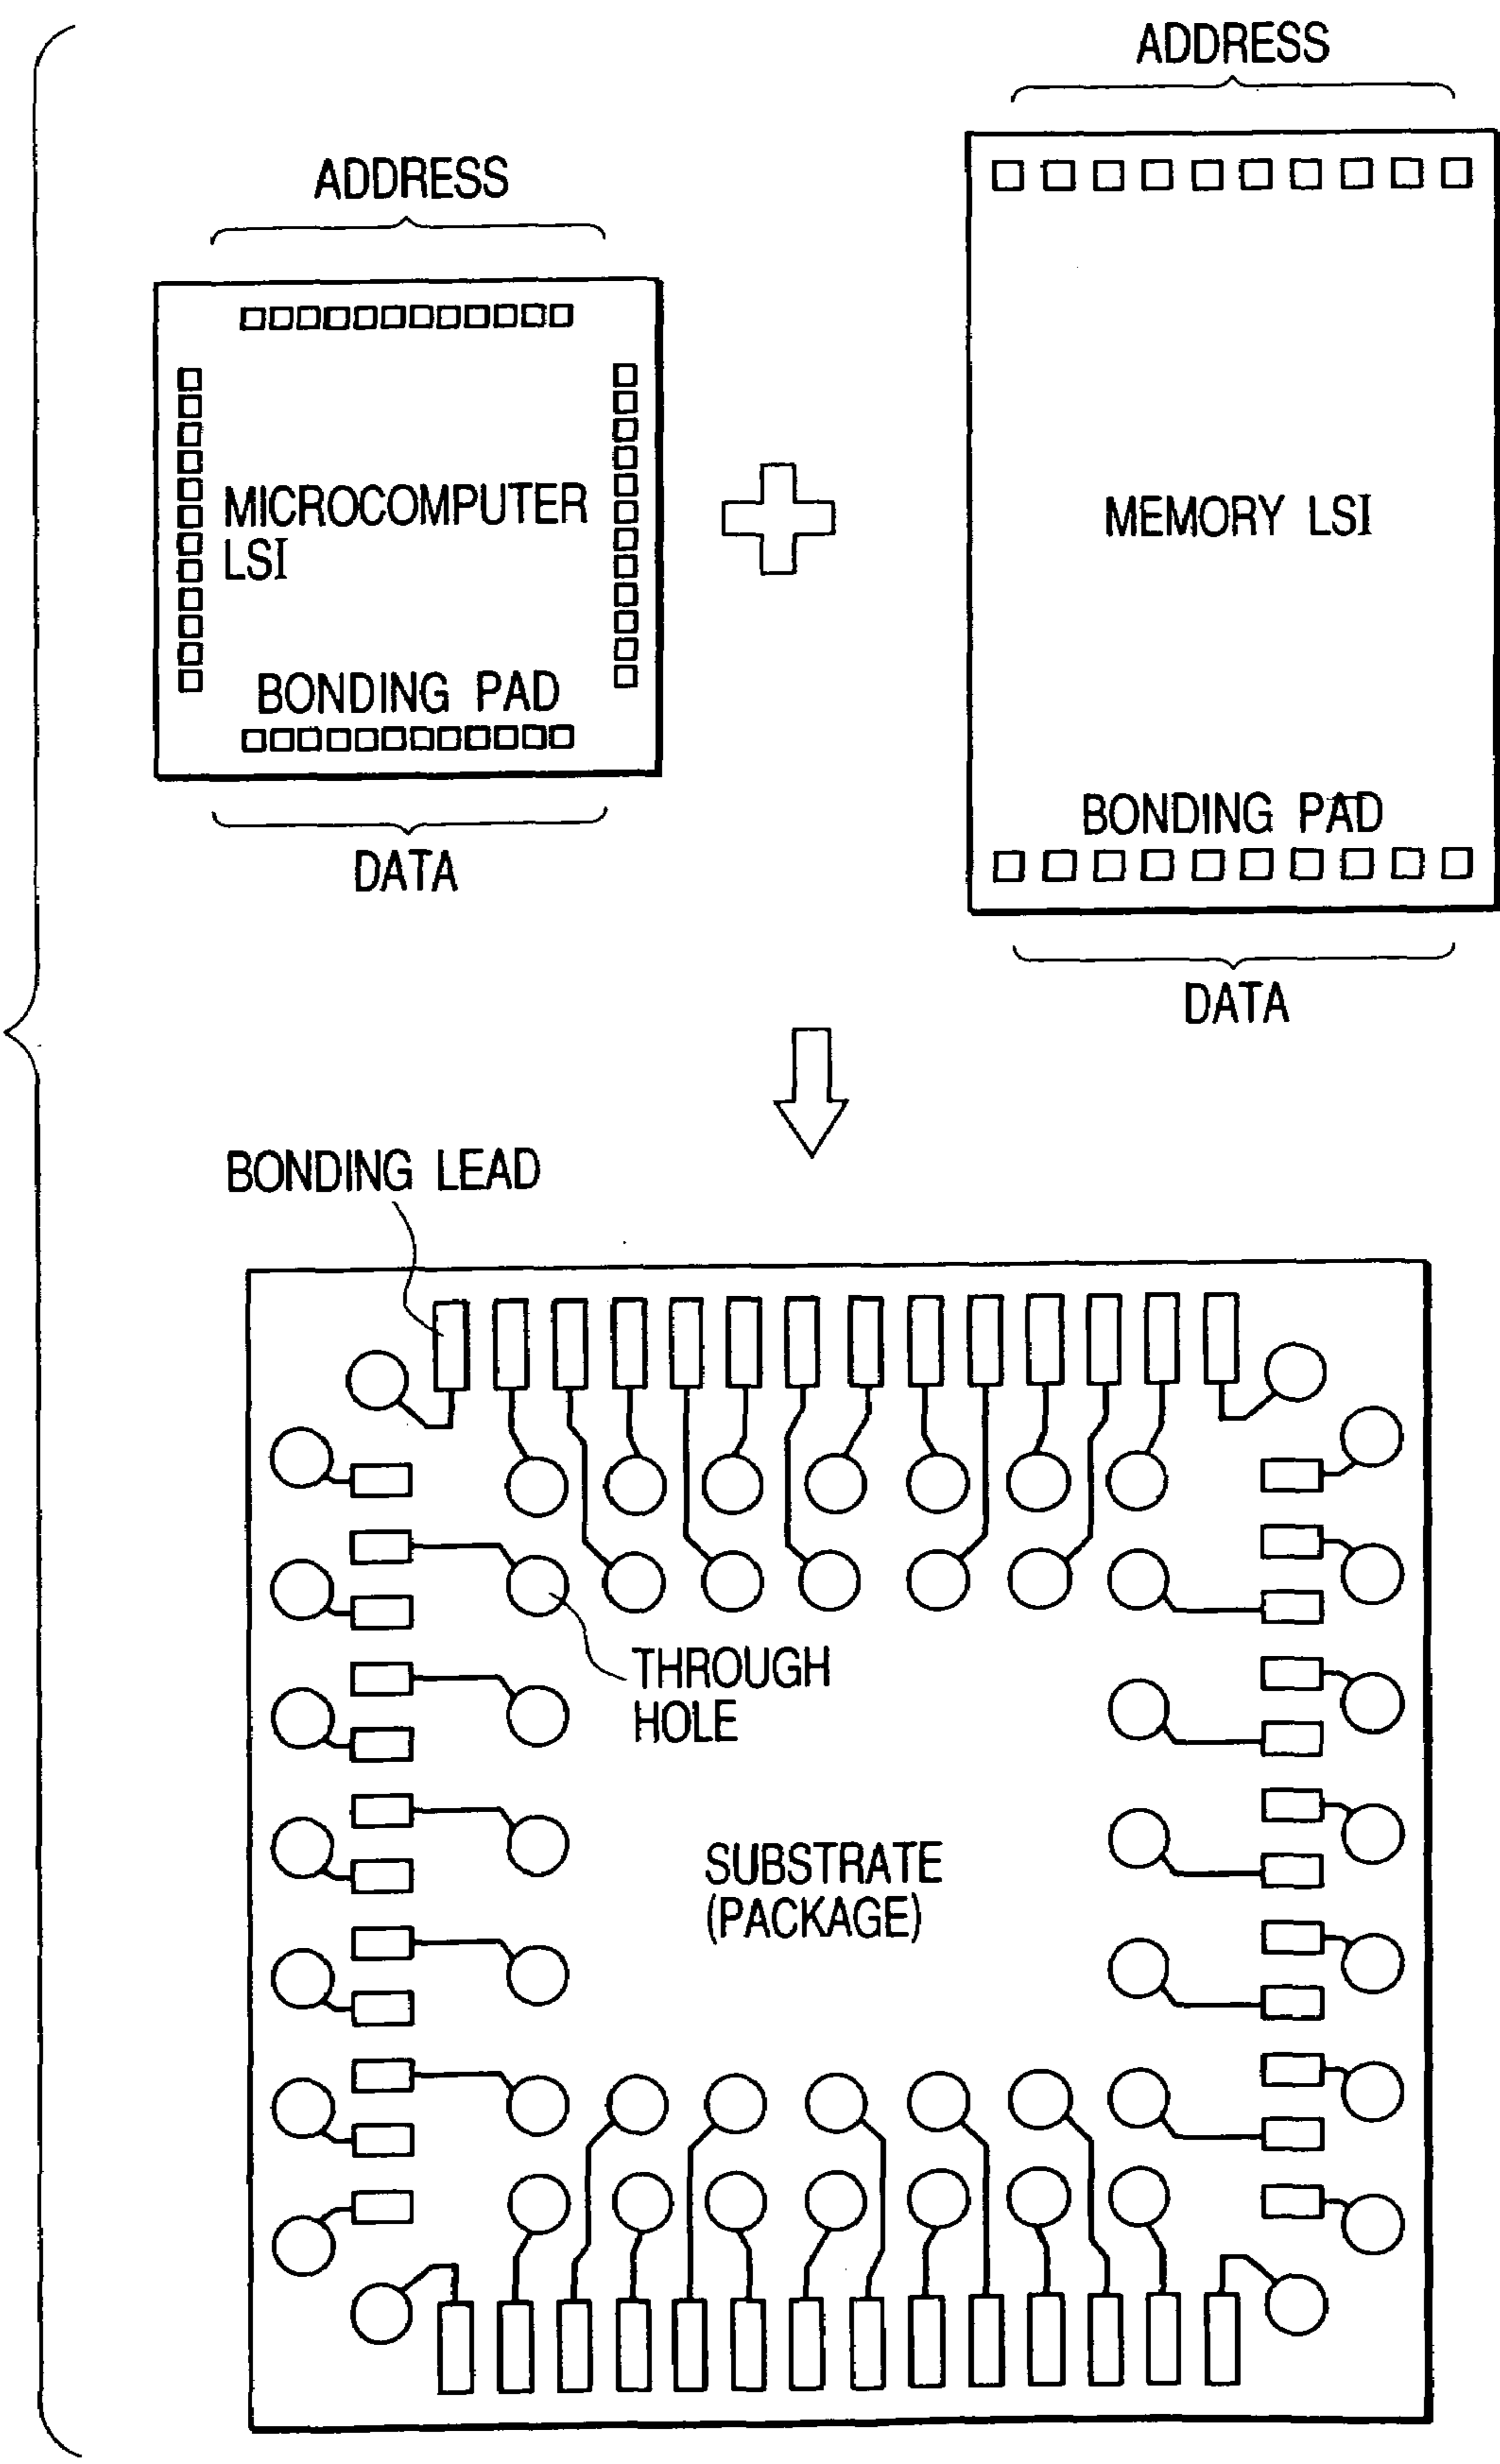 ADDRESS
ADDRESS
MICROCOMPUTER
LSI
BONDING PAD
DATA
MEMORY LSI
BONDING PAD
DATA
BONDING LEAD
THROUGH
HOLE
SUBSTRATE
(PACKAGE)